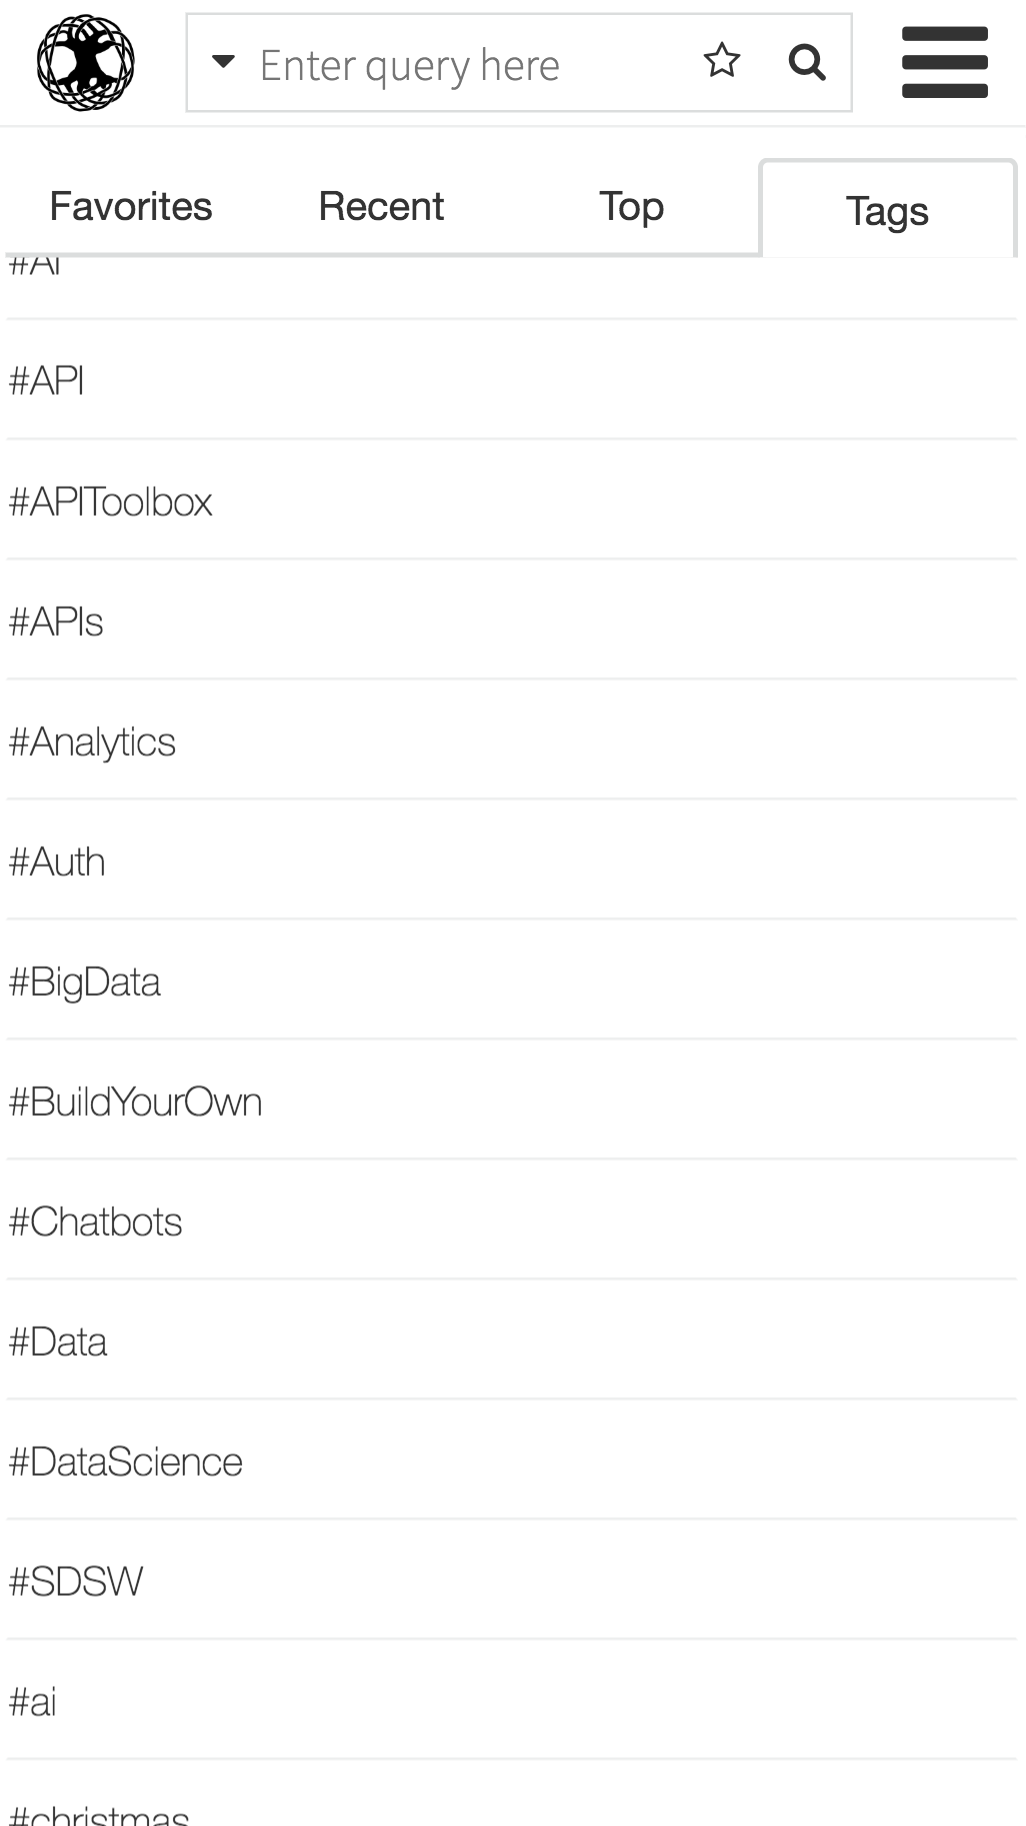 Enter query here
Favorites Recent Top Tags
#AI
#API
#APIToolbox
#APIs
#Analytics
#Auth
#BigData
#BuildYourOwn
#Chatbots
#Data
#DataScience
#SDSW
#ai
#christmas